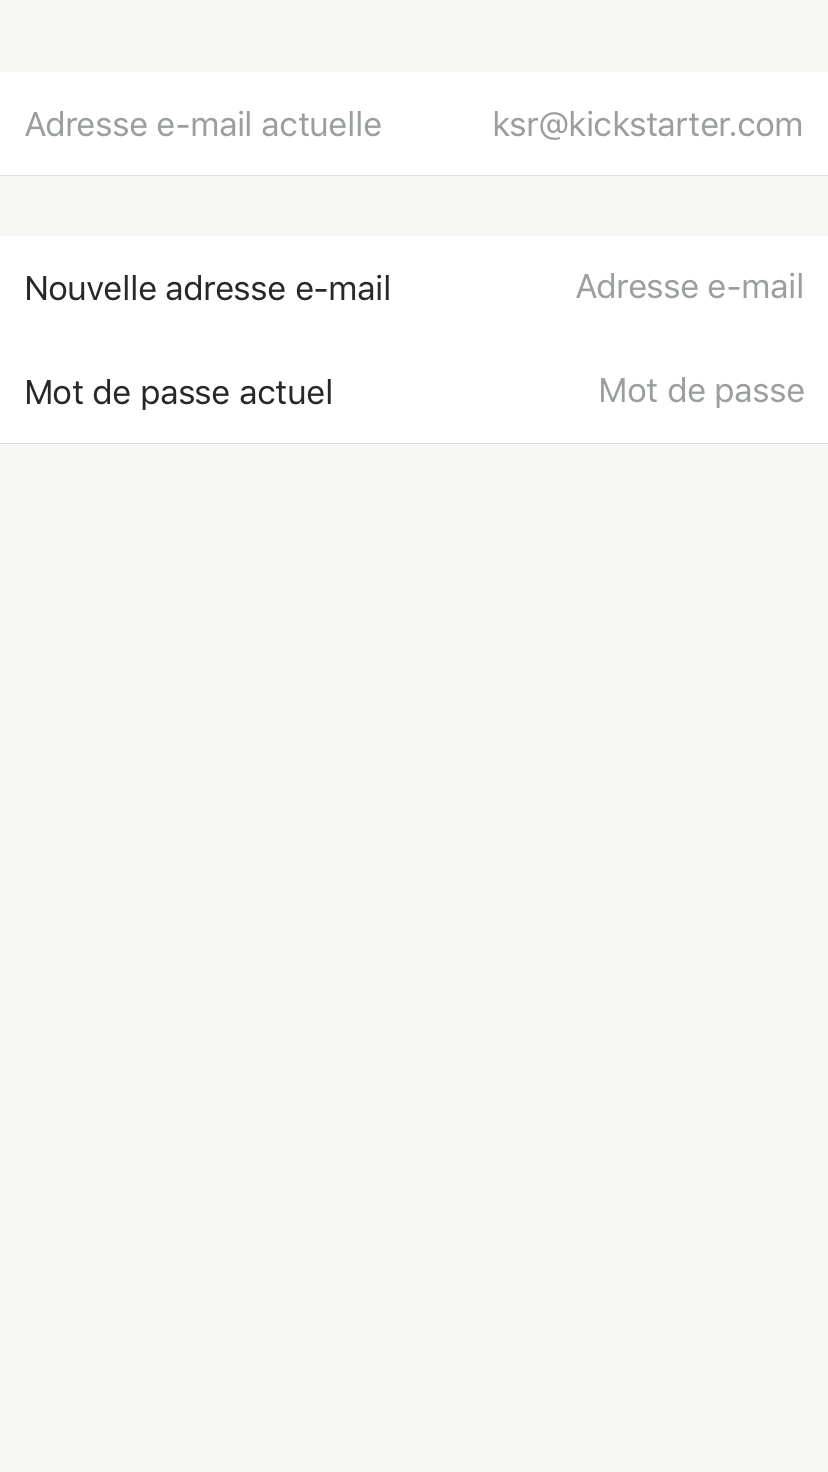 Adresse e-mail actuelle ksr@kickstarter.com
Nouvelle adresse e-mail Adresse e-mail
Mot de passe actuel Mot de passe